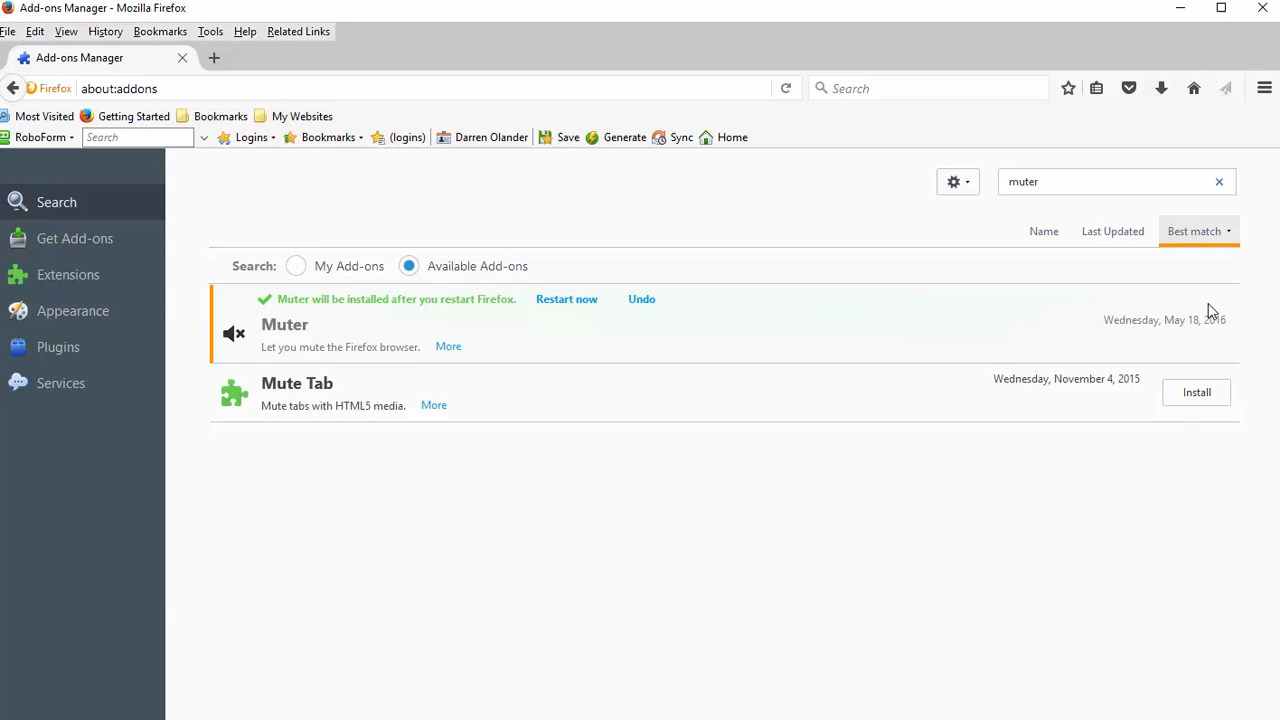 Add-ons Manager - Mozilla Firefox
File Edit View History Bookmarks Tools Help Related Links
Add-ons Manager
Firefox about:addons Search
Most Visited Getting Started Bookmarks My Websites
RoboForm Search Logins Bookmarks (logins) Darren Olander Save Generate Sync Home
muter
Search
Get Add-ons
Extensions
Appearance
Plugins
Services
Name Last Updated Best match
Search: My Add-ons Available Add-ons
Muter will be installed after you restart Firefox. Restart now Undo
Muter
Wednesday, May 18, 2016
Let you mute the Firefox browser. More
Mute Tab
Wednesday, November 4, 2015
Install
Mute tabs with HTML5 media. More